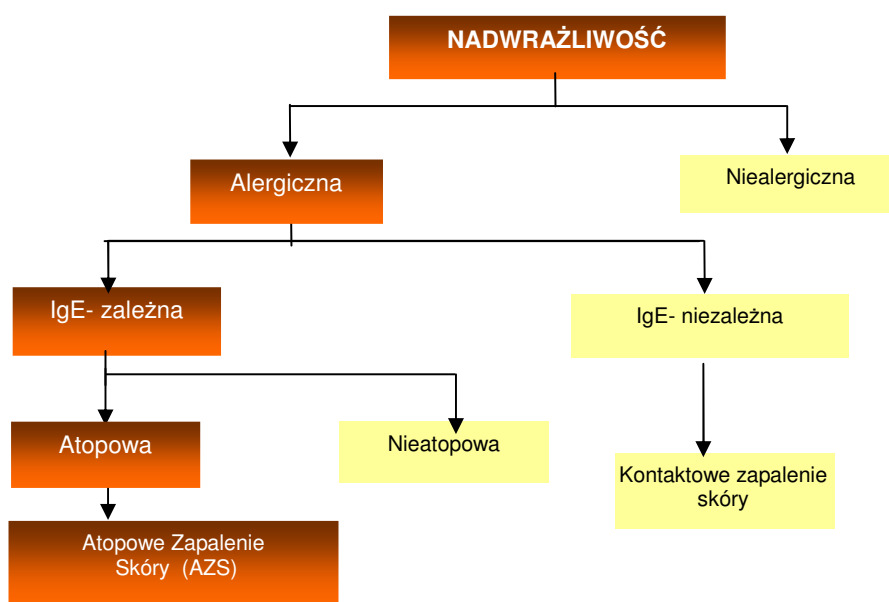 NADWRAŻLIWOŚĆ
Alergiczna
Niealergiczna
IgE- zależna
IgE- niezależna
Atopowa
Nieatopowa
Kontaktowe zapalenie
skóry
Atopowe Zapalenie
Skóry (AZS)